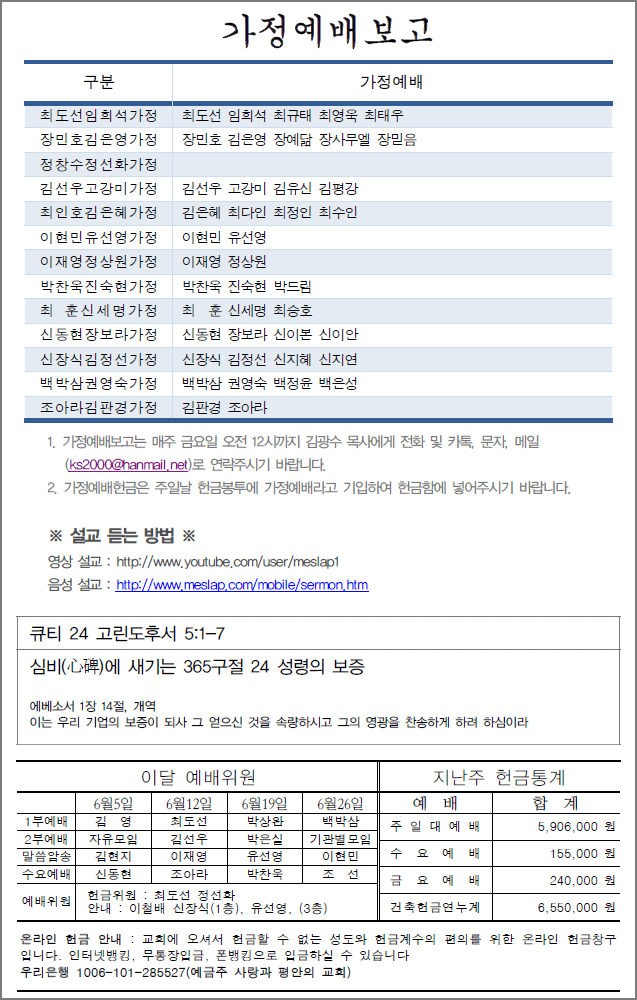 가정예배보고
구분 가정예배
최도선임희석가정 최도선 임희석 최규태 최영욱 최태우
장민호김은영가정 장민호 김은영 장예닮 장사무엘 장믿음
정창수정선화가정
김선우고강미가정 김선우 고강미 김유신 김평강
최인호김은혜가정 김은혜 최다인 최정인 최수인
이현민유선영가정 이현민 유선영
이재영정상원가정 이재영 정상원
박찬욱진숙현가정 박찬욱 진숙현 박드림
최 훈신세명가정 최 훈 신세명 최승호
신동현장보라가정 신동현 장보라 신이본 신이안
신장식김정선가정 신장식 김정선 신지혜 신지연
백박삼권영숙가정 백박삼 권영숙 백정윤 백은성
조아라김판경가정 김판경 조아라
1. 가정예배보고는 매주 금요일 오전 12시까지 김광수 목사에게 전화 및 카톡, 문자, 메일
(ks2000@hanmail.net)로 연락주시기 바랍니다.
2. 가정예배헌금은 주일날 헌금봉투에 가정예배라고 기입하여 헌금함에 넣어주시기 바랍니다.
※ 설교 듣는 방법 ※
영상 설교 : http://www.youtube.com/user/meslap1
음성 설교 : http://www.meslap.com/mobile/sermon.htm
큐티 24 고린도후서 5:1-7
심비(心碑)에 새기는 365구절 24 성령의 보증
에베소서 1장 14절, 개역
이는 우리 기업의 보증이 되사 그 얻으신 것을 속량하시고 그의 영광을 찬송하게 하려 하심이라
이달 예배위원
6월5일 6월12일 6월19일 6월26일
1부예배 김 영 최도선 박상완 백박삼
2부예배 자유모임 김선우 박은실 기관별모임
말씀암송 김현지 이재영 유선영 이현민
수요예배 신동현 조아라 박찬욱 조 선
예배위원 헌금위원 : 최도선 정선화
안내 : 이철배 신장식(1층), 유선영, (3층)
지난주 헌금통계
예 배 합 계
주 일 대 예 배 5,906,000 원
수 요 예 배 155,000 원
금 요 예 배 240,000 원
건축헌금연누계 6,550,000 원
온라인 헌금 안내 : 교회에 오셔서 헌금할 수 없는 성도와 헌금계수의 편의를 위한 온라인 헌금창구
입니다. 인터넷뱅킹, 무통장입금, 폰뱅킹으로 입금하실 수 있습니다
우리은행 1006-101-285527(예금주 사랑과 평안의 교회)